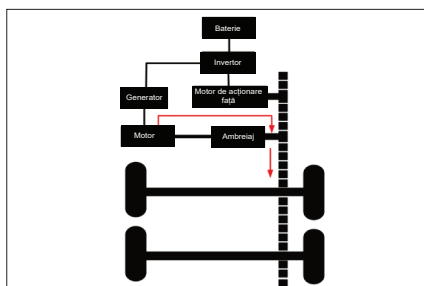 Baterie
Invertor
Motor de acționare
față
Generator
Motor
Ambreiaj